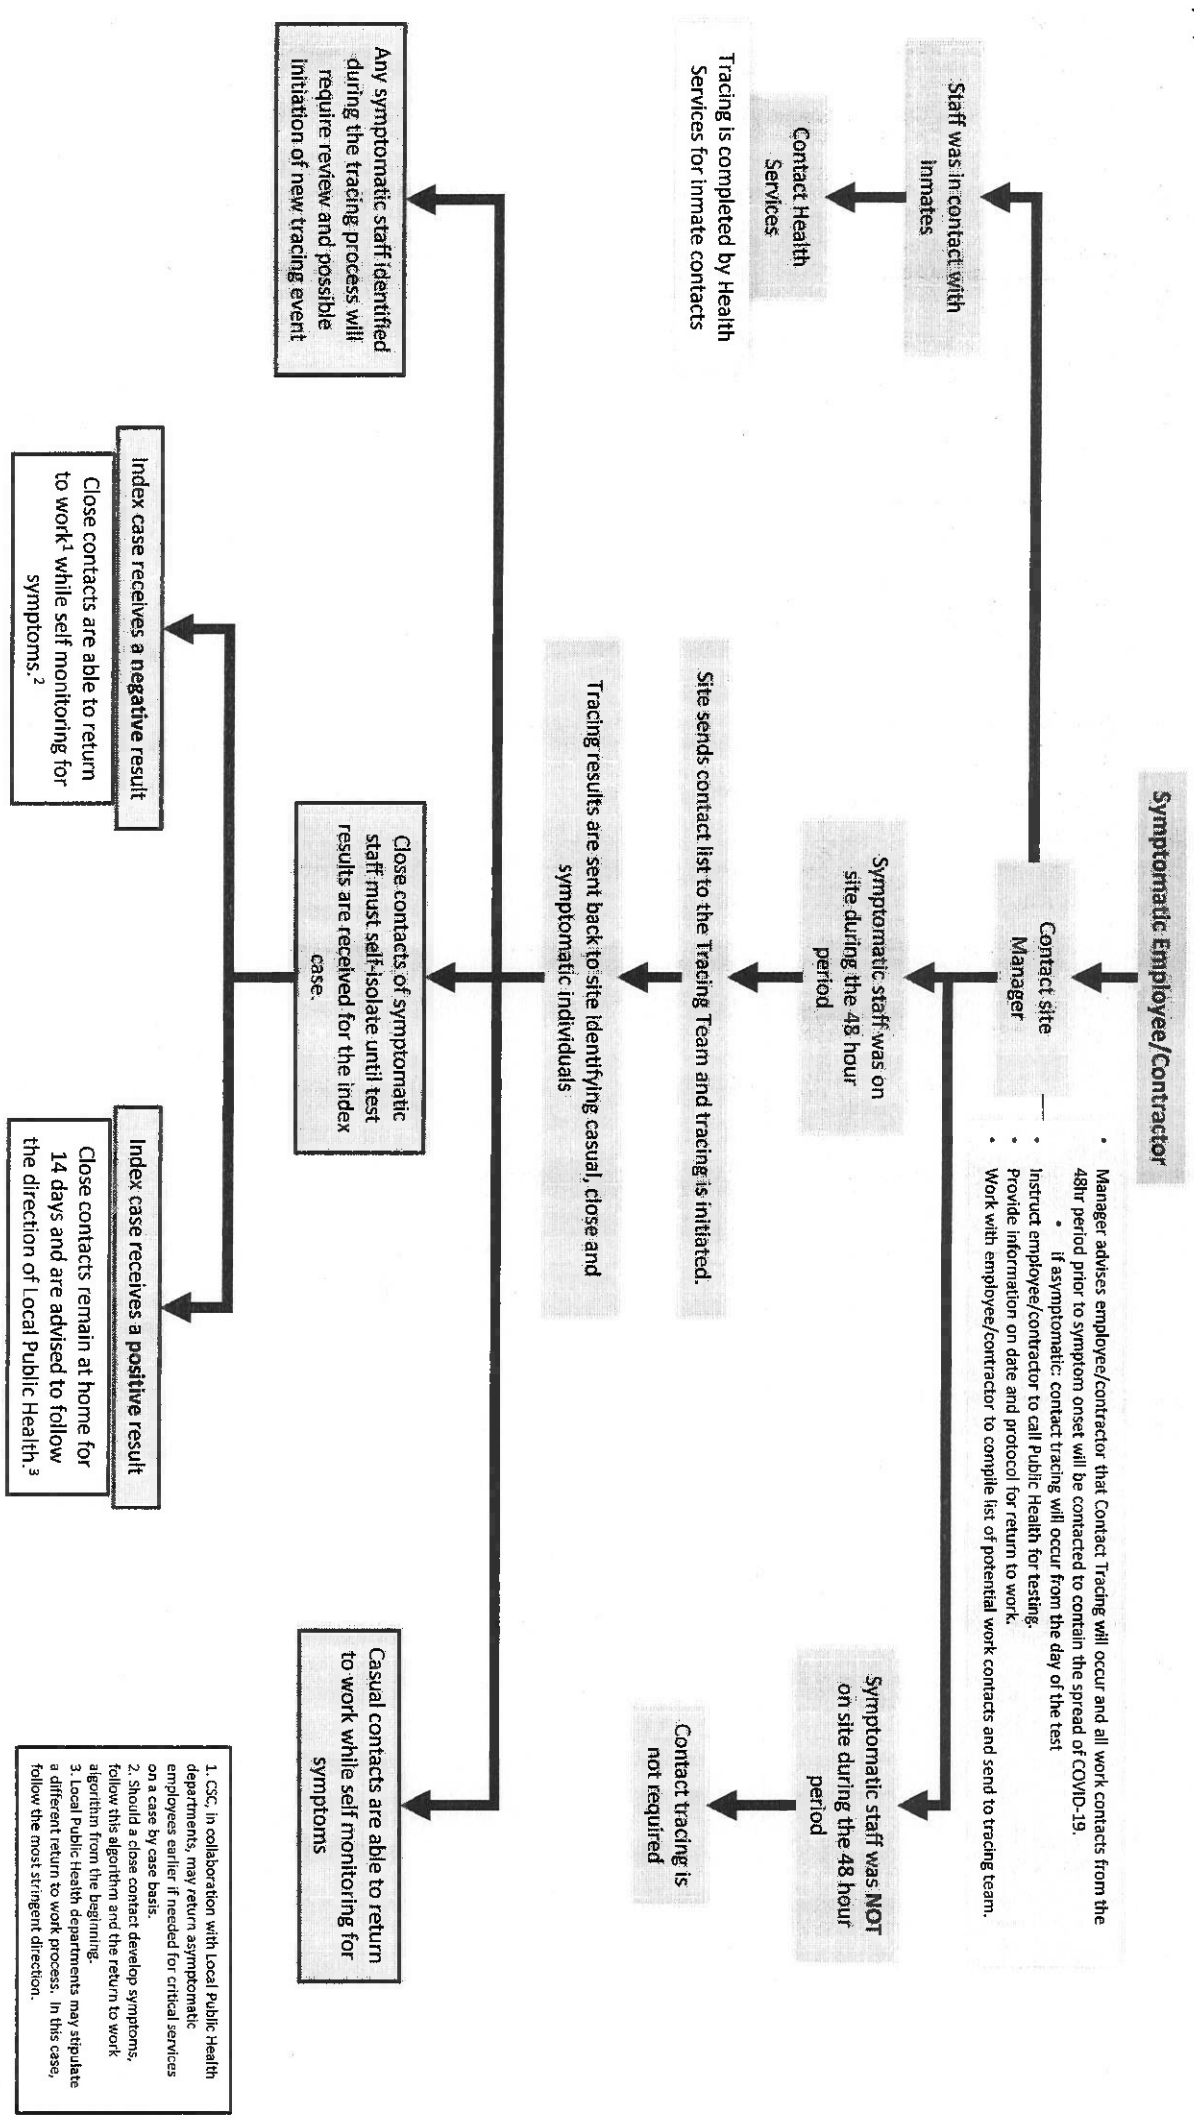 Symptomatic Employee/Contractor
Contact site
Manager
• Manager advises employee/contractor that Contact Tracing will occur and all work contacts from the
48hr period prior to symptom onset will be contacted to contain the spread of COVID-19.
• if asymptomatic: contact tracing will occur from the day of the test
• Instruct employee/contractor to call Public Health for testing.
• Provide information on date and protocol for return to work.
• Work with employee/contractor to compile list of potential work contacts and send to tracing team.
Staff was in contact with
Inmates
Contact Health
Services
Tracing is completed by Health
Services for inmate contacts
Symptomatic staff was on
site during the 48 hour
period
Symptomatic staff was NOT
on site during the 48 hour
period
Contact tracing is
not required
Site sends contact list to the Tracing Team and tracing is initiated.
Tracing results are sent back to site identifying casual, close and
symptomatic individuals
Any symptomatic staff identified
during the tracing process will
require review and possible
initiation of new tracing event
Close contacts of symptomatic
staff must self-isolate until test
results are received for the index
case.
Casual contacts are able to return
to work while self monitoring for
symptoms
Index case receives a negative result
Close contacts are able to return
to work¹ while self monitoring for
symptoms.²
Index case receives a positive result
Close contacts remain at home for
14 days and are advised to follow
the direction of Local Public Health.³
1. CSC, in collaboration with Local Public Health
departments, may return asymptomatic
employees earlier if needed for critical services
on a case by case basis.
2. Should a close contact develop symptoms,
follow this algorithm and the return to work
algorithm from the beginning.
3. Local Public Health departments may stipulate
a different return to work process. In this case,
follow the most stringent direction.